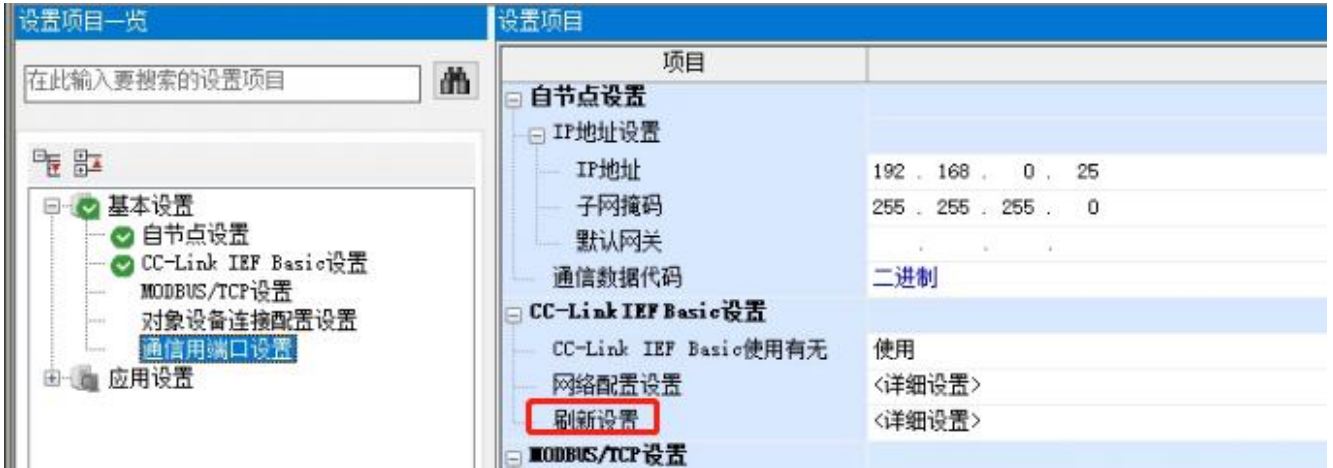 设置项目一览
在此输入要搜索的设置项目
基本设置
自节点设置
CC-Link IEF Basic设置
MODBUS/TCP设置
对象设备连接配置设置
通信用端口设置
应用设置
设置项目
项目
自节点设置
IP地址设置
IP地址 192 . 168 . 0 . 25
子网掩码 255 . 255 . 255 . 0
默认网关 . . .
通信数据代码 二进制
CC-Link IEF Basic设置
CC-Link IEF Basic使用有无 使用
网络配置设置 <详细设置>
刷新设置 <详细设置>
MODBUS/TCP设置